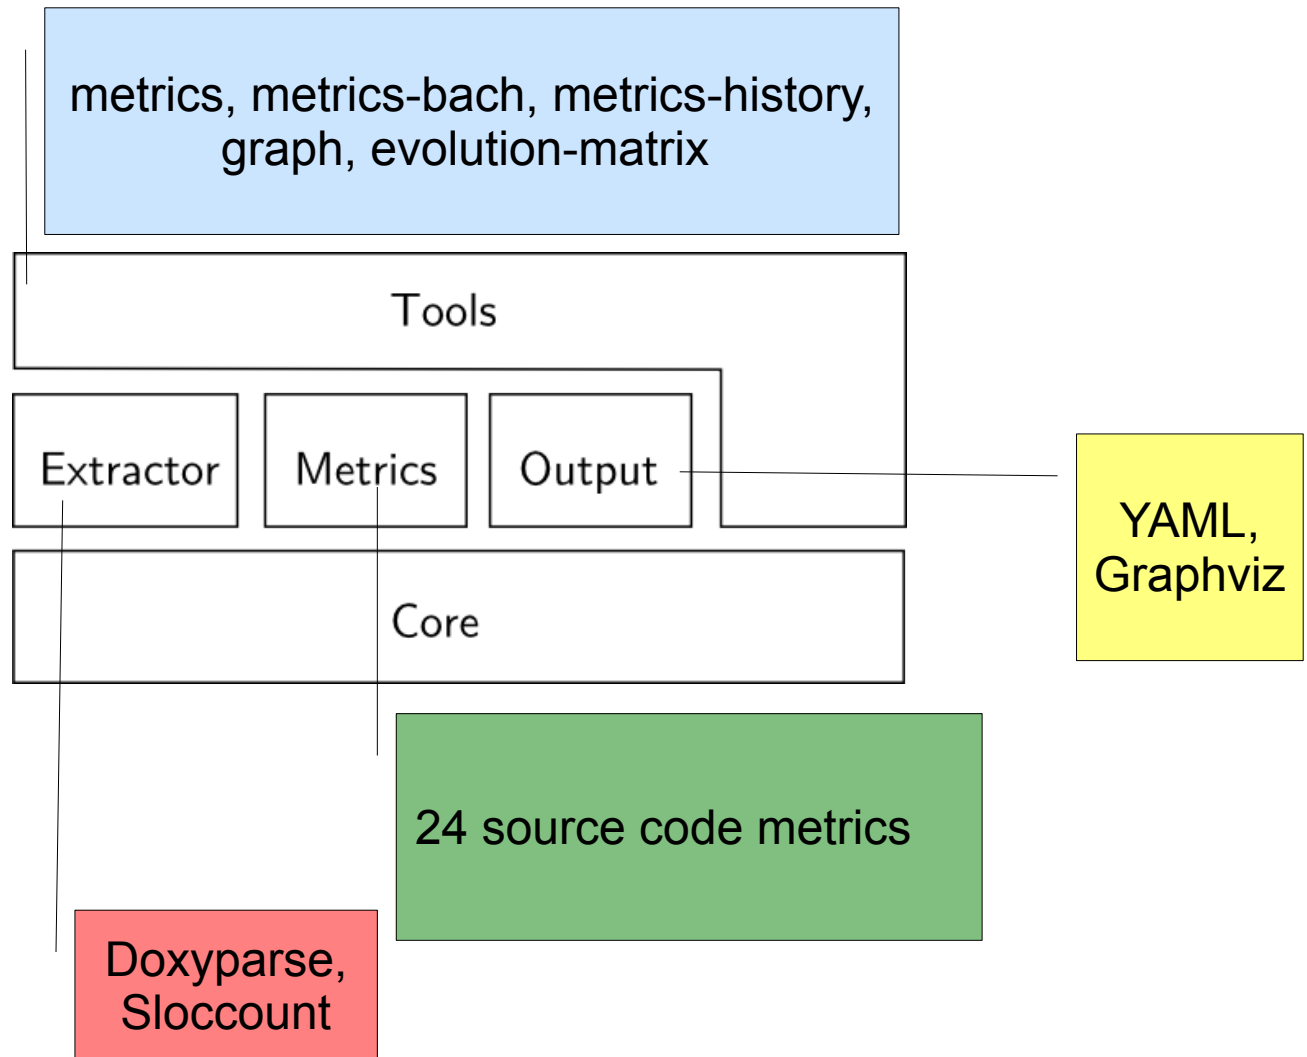 metrics, metrics-bach, metrics-history,
graph, evolution-matrix
Tools
Extractor
Metrics
Output
YAML,
Graphviz
Core
24 source code metrics
Doxyparse,
Sloccount